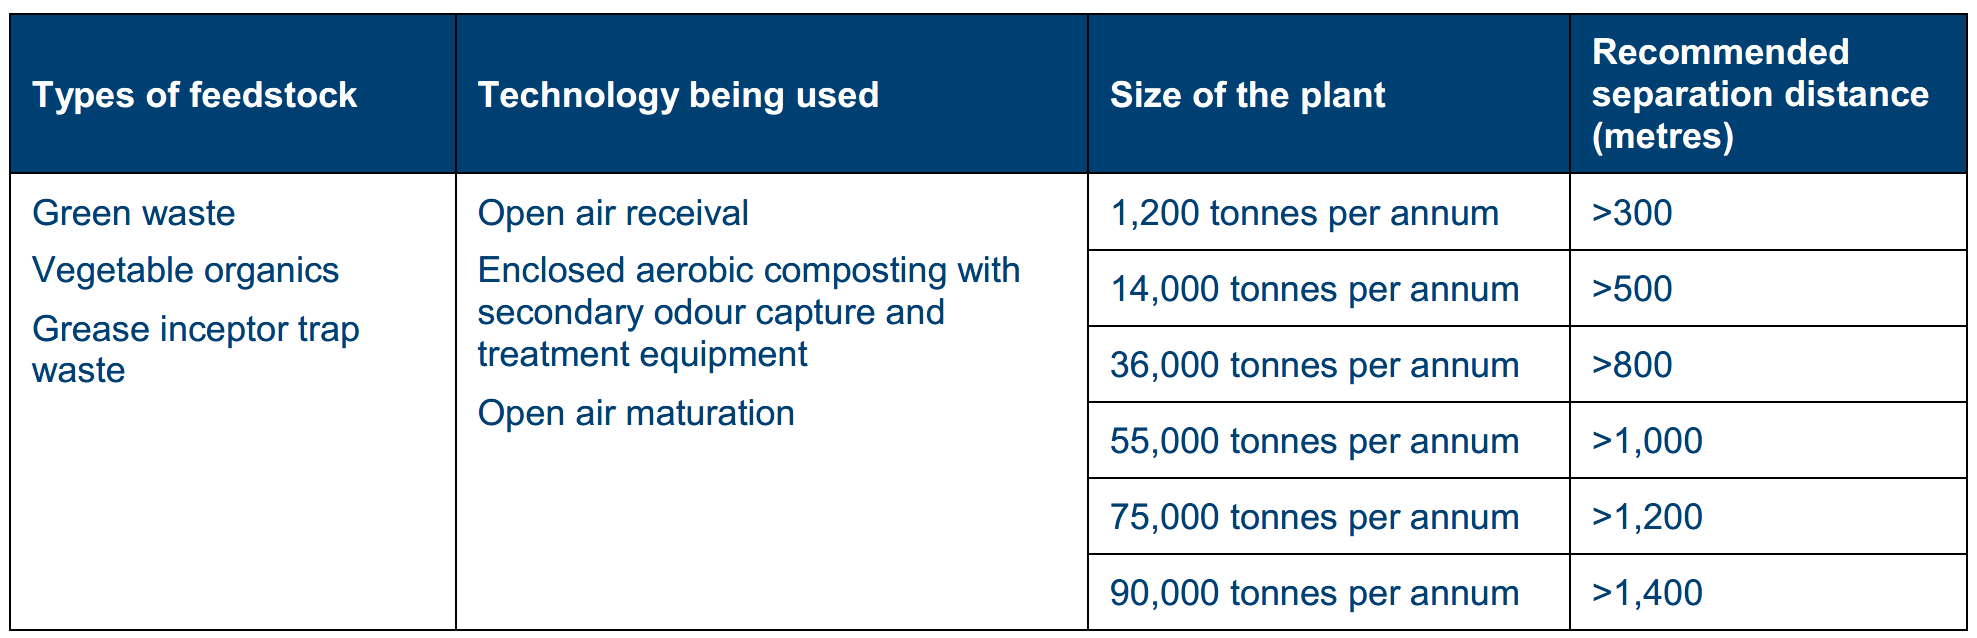 Types of feedstock
Technology being used
Size of the plant
Recommended
separation distance
(metres)
Green waste
Vegetable organics
Grease inceptor trap
waste
Open air receival
Enclosed aerobic composting with
secondary odour capture and
treatment equipment
Open air maturation
1,200 tonnes per annum
>300
14,000 tonnes per annum
>500
36,000 tonnes per annum
>800
55,000 tonnes per annum
>1,000
75,000 tonnes per annum
>1,200
90,000 tonnes per annum
>1,400